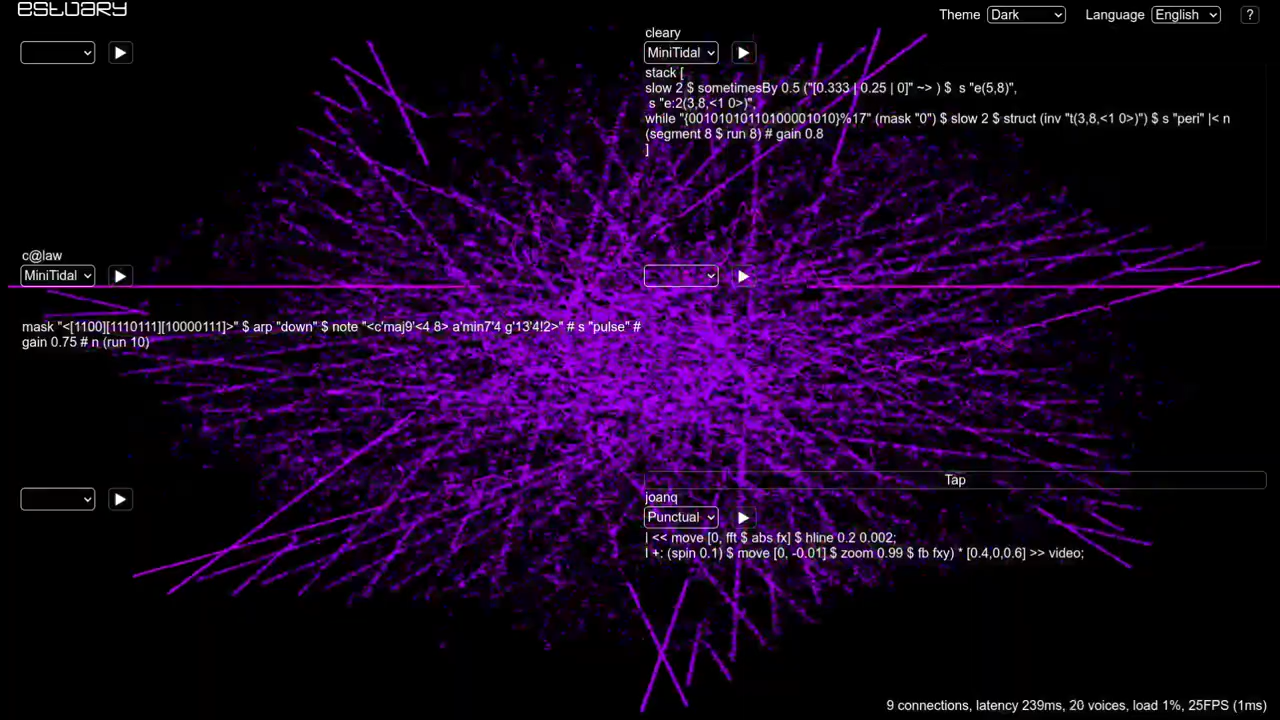 estuary
Theme Dark Language English ?
cleary
MiniTidal
stack [
slow 2 $ sometimesBy 0.5 ("[0.333 | 0.25 | 0]" ~> ) $ s "e(5,8)",
s "e:2(3,8,<1 0>)",
while "{00101010110100001010}%17" (mask "0") $ slow 2 $ struct (inv "t(3,8,<1 0>)") $ s "peri" |< n
(segment 8 $ run 8) # gain 0.8
]
c@law
MiniTidal
mask "<[1100][1110111][10000111]>" $ arp "down" $ note "<c'maj9'<4 8> a'min7'4 g'13'4!2>" # s "pulse" #
gain 0.75 # n (run 10)
Tap
joanq
Punctual
l << move [0, fft $ abs fx] $ hline 0.2 0.002;
l +: (spin 0.1) $ move [0, -0.01] $ zoom 0.99 $ fb fxy) * [0.4,0,0.6] >> video;
9 connections, latency 239ms, 20 voices, load 1%, 25FPS (1ms)